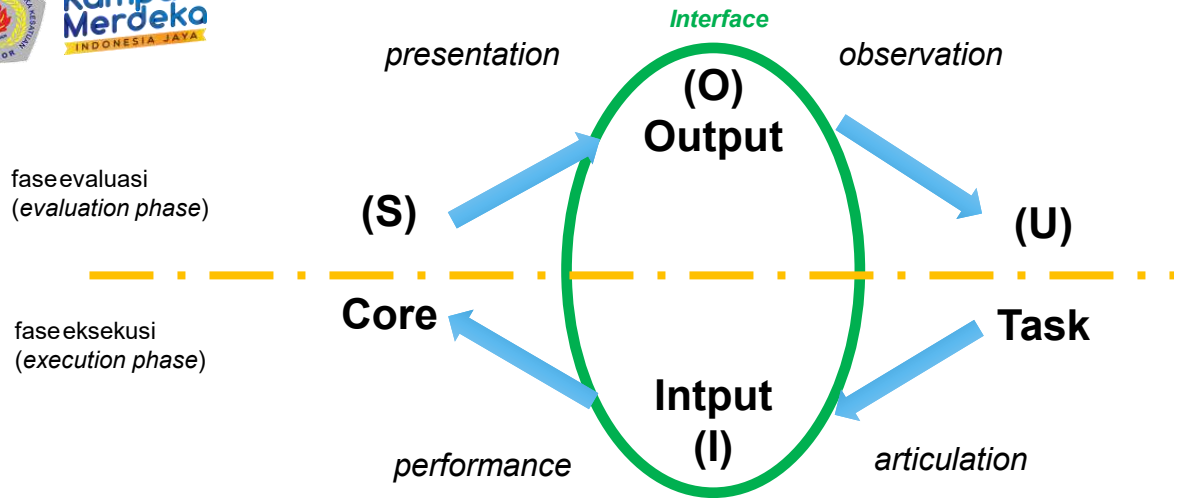 Kampus
Merdeka
INDONESIA JAYA
Interface
presentation
observation
(O)
Output
fase evaluasi
(evaluation phase)
(S)
(U)
Core
Task
fase eksekusi
(execution phase)
Intput
(I)
performance
articulation